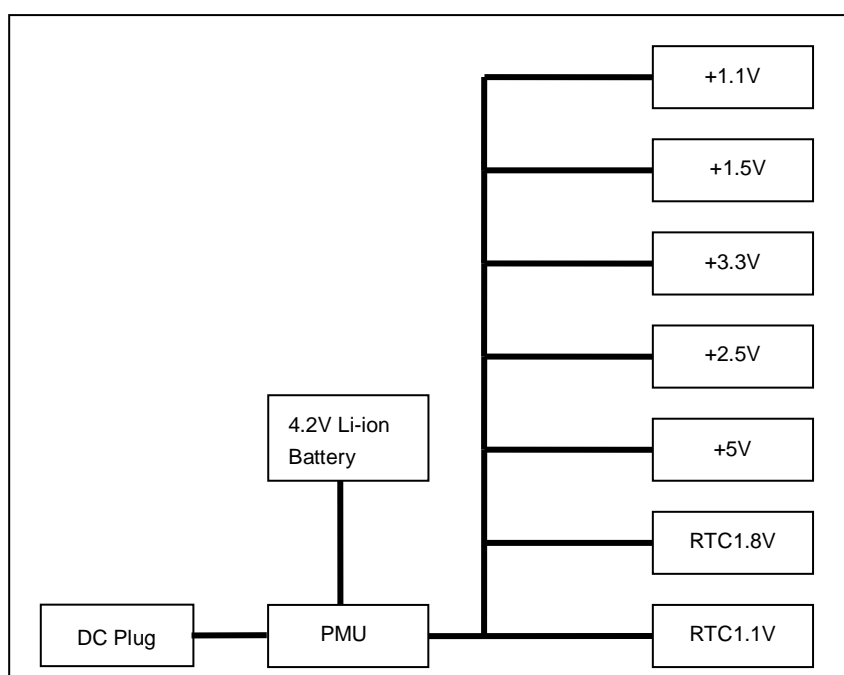 +1.1V
+1.5V
+3.3V
+2.5V
4.2V Li-ion
Battery
+5V
RTC1.8V
DC Plug
PMU
RTC1.1V